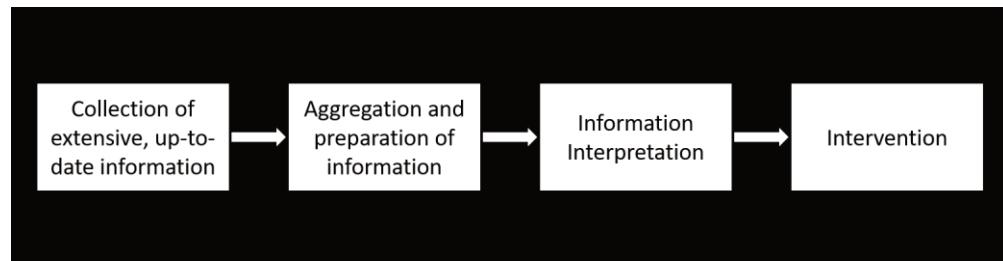 Collection of
extensive, up-to-
date information
Aggregation and
preparation of
information
Information
Interpretation
Intervention